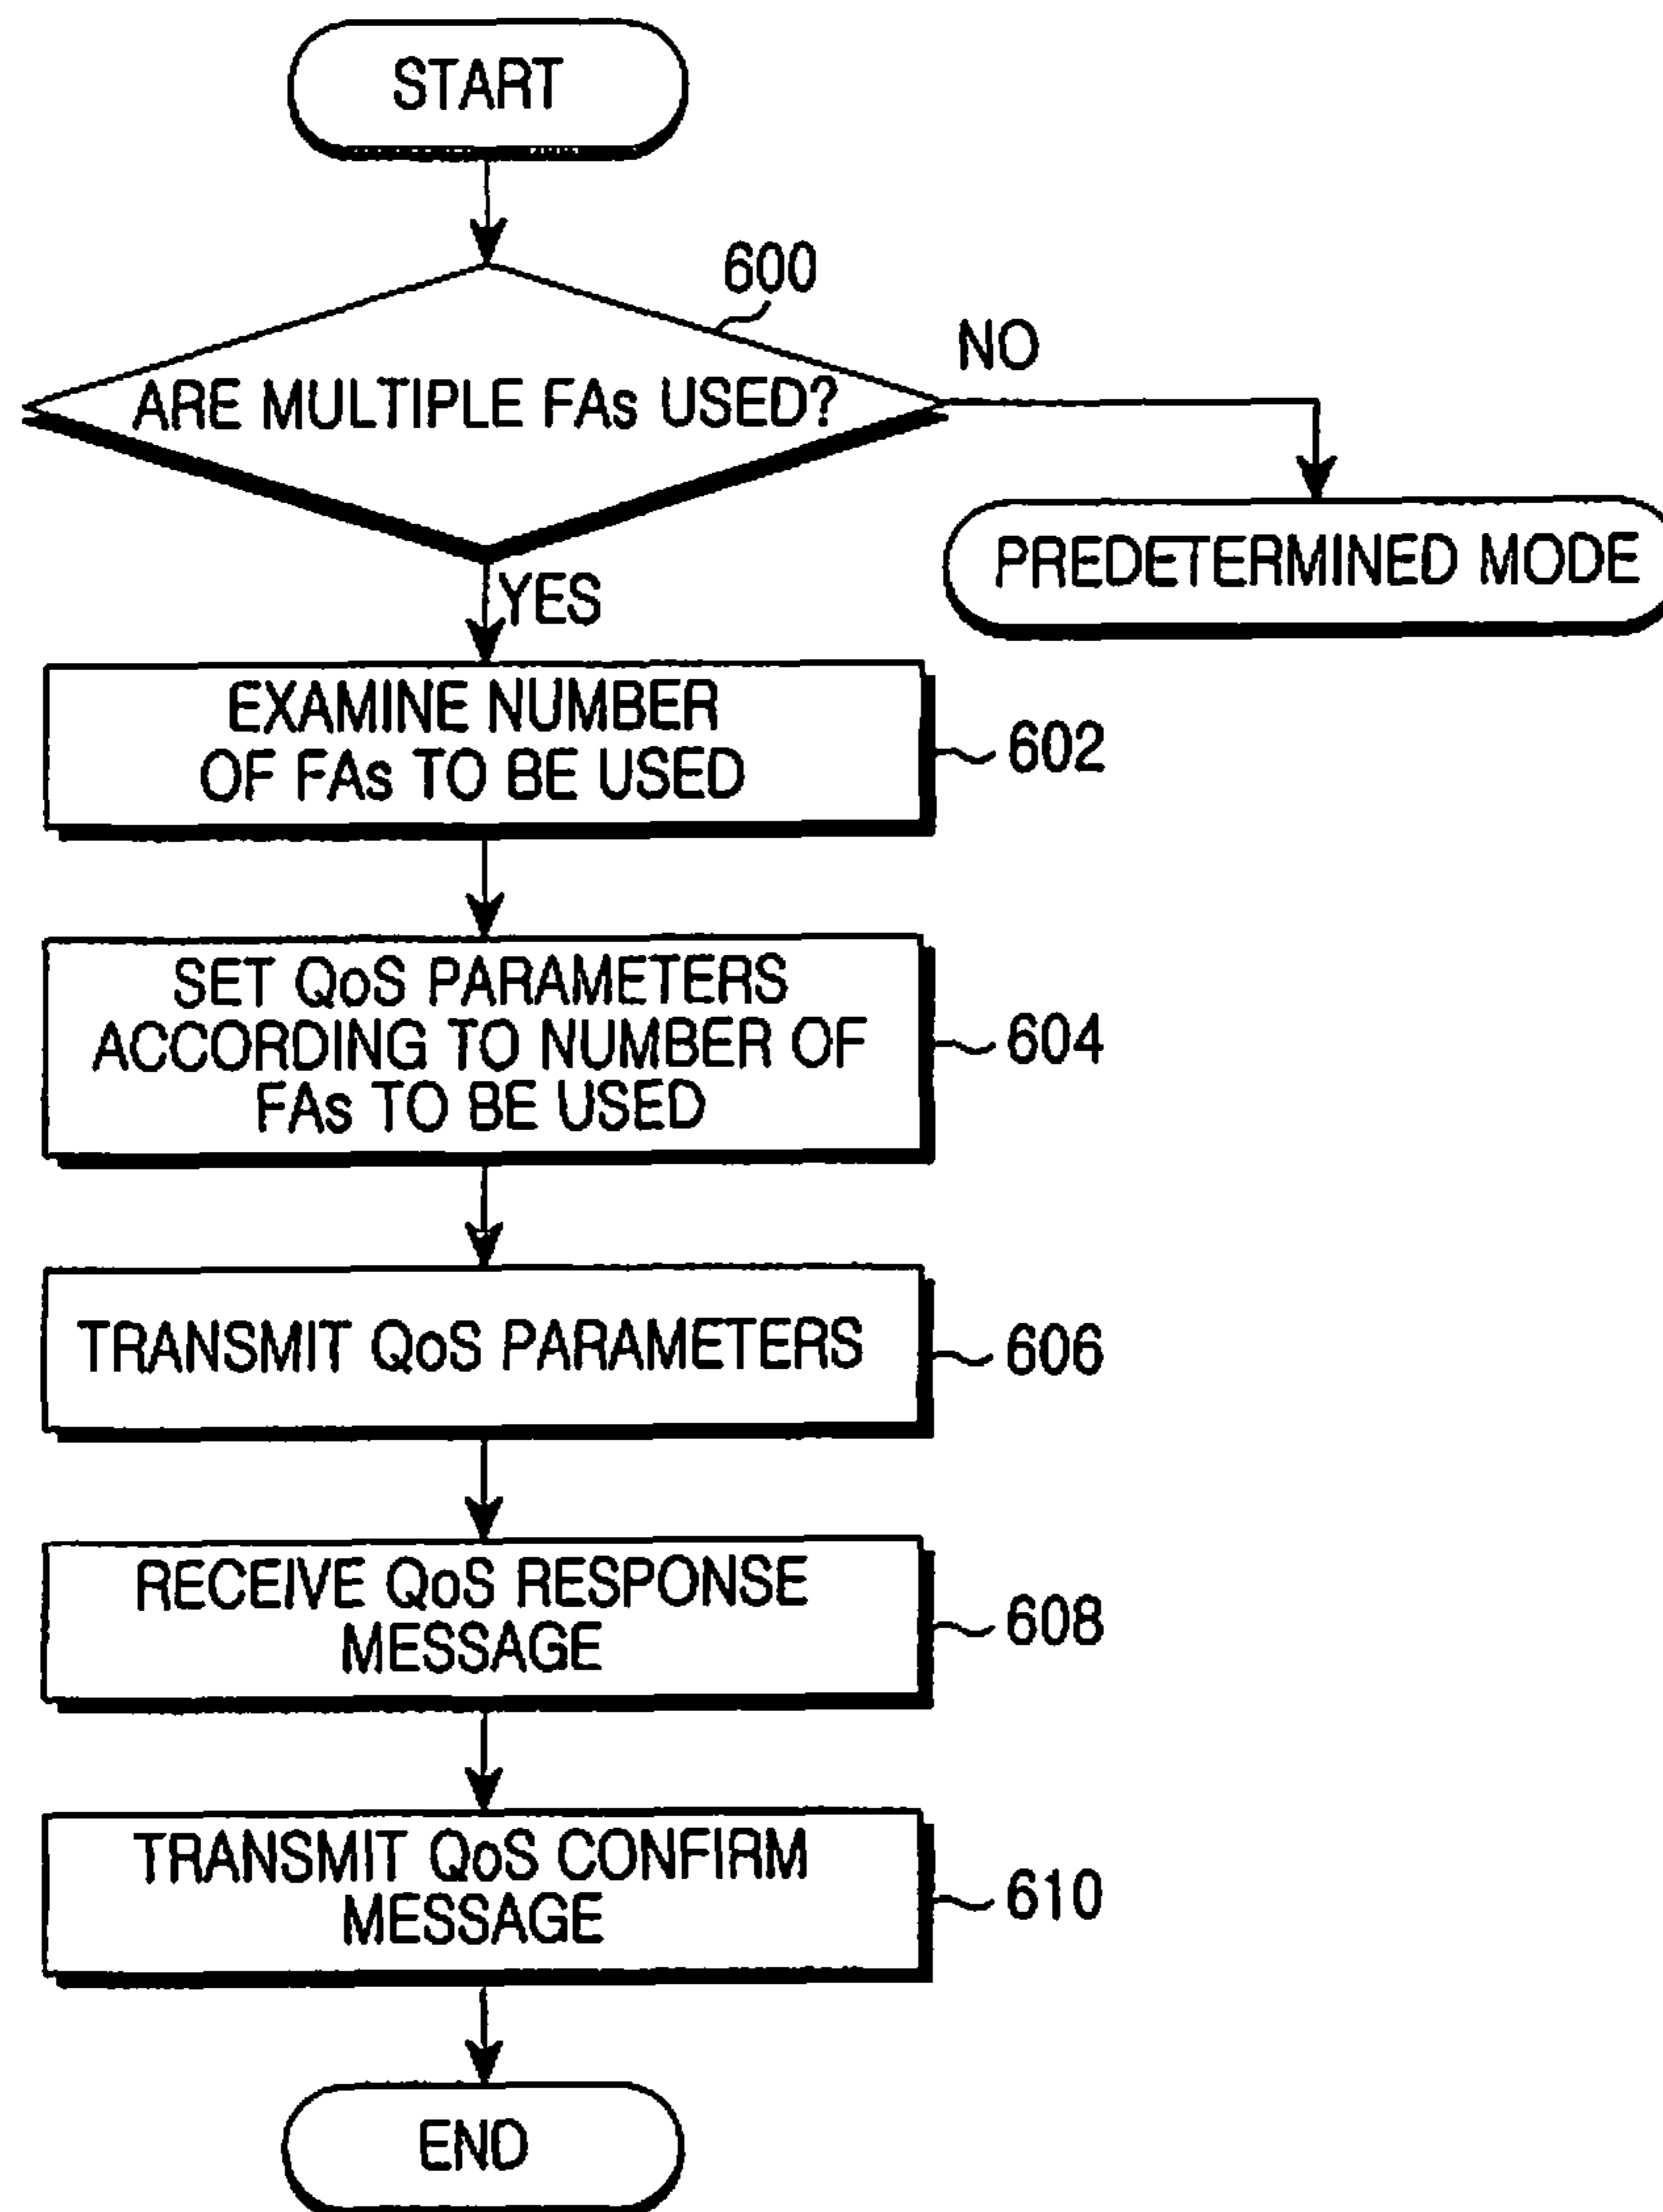 START
600
ARE MULTIPLE FAs USED?
NO
PREDETERMINED MODE
YES
EXAMINE NUMBER
OF FAs TO BE USED
602
SET QoS PARAMETERS
ACCORDING TO NUMBER OF
FAs TO BE USED
604
TRANSMIT QoS PARAMETERS
606
RECEIVE QoS RESPONSE
MESSAGE
608
TRANSMIT QoS CONFIRM
MESSAGE
610
END